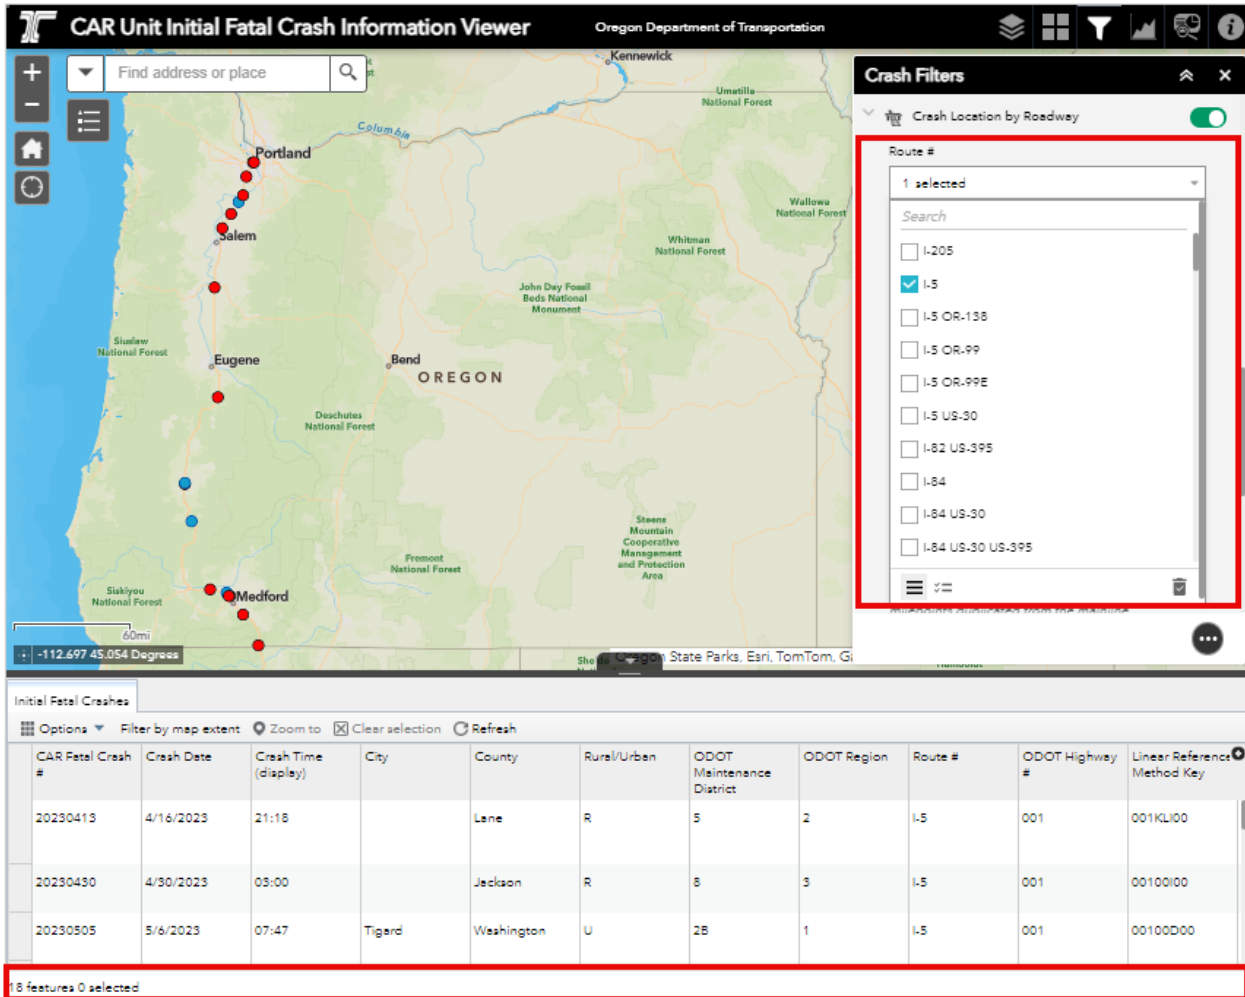 CAR Unit Initial Fatal Crash Information Viewer
Oregon Department of Transportation
Find address or place
Kennewick
Umatilla
National Forest
Columbia
Portland
Wallowa
National Forest
Salem
Whitman
National Forest
John Day Fossil
Beds National
Monument
Siuslaw
National Forest
Eugene
Bend
OREGON
Deschutes
National Forest
Steens
Mountain
Cooperative
Management
and Protection
Area
Fremont
National Forest
Siskiyou
National Forest
Medford
60mi
-112.697 45.054 Degrees
Oregon State Parks, Esri, TomTom,
Crash Filters
Crash Location by Roadway
Route #
1 selected
Search
I-205
I-5
I-5 OR-138
I-5 OR-99
I-5 OR-99E
I-5 US-30
I-82 US-395
I-84
I-84 US-30
I-84 US-30 US-395
Initial Fatal Crashes
Options Filter by map extent Zoom to Clear selection Refresh
CAR Fatal Crash # Crash Date Crash Time (display) City County Rural/Urban ODOT Maintenance District ODOT Region Route # ODOT Highway # Linear Reference Method Key
20230413 4/16/2023 21:18 Lane R 5 2 I-5 001 001KLI00
20230430 4/30/2023 03:00 Jackson R 8 3 I-5 001 00100I00
20230505 5/6/2023 07:47 Tigard Washington U 2B 1 I-5 001 00100D00
18 features 0 selected